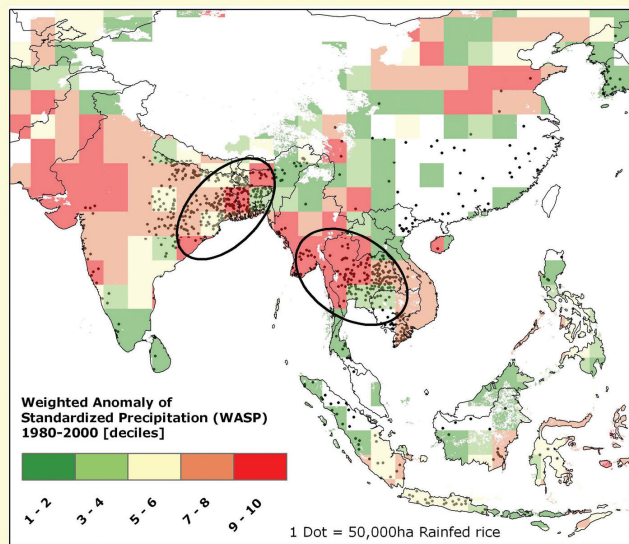 Weighted Anomaly of
Standardized Precipitation (WASP)
1980-2000 [deciles]
1 - 2
3 - 4
5 - 6
7 - 8
9 - 10
1 Dot = 50,000ha Rainfed rice